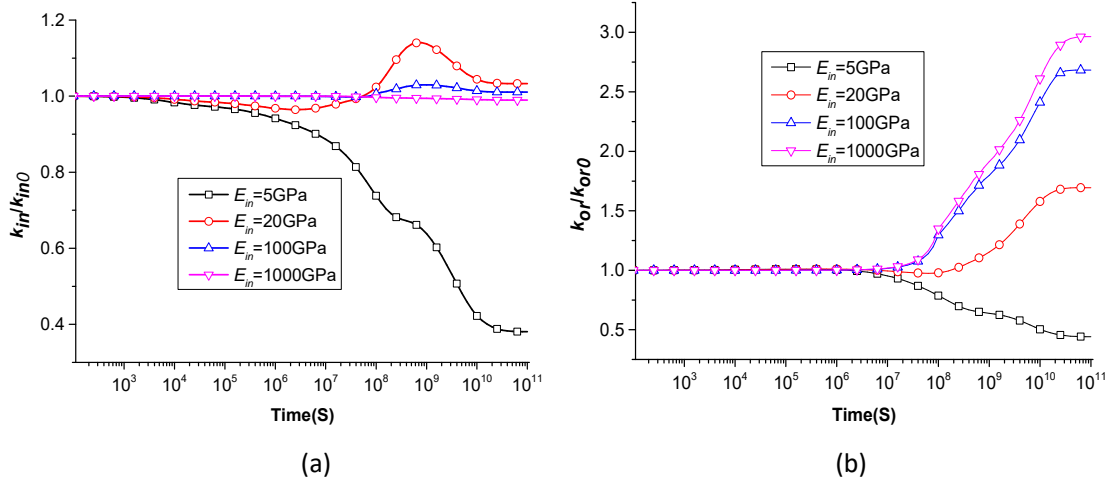 1.2
1.0
0.8
0.6
0.4
k_in/k_in0
E_in=5GPa
E_in=20GPa
E_in=100GPa
E_in=1000GPa
10^3 10^4 10^5 10^6 10^7 10^8 10^9 10^10 10^11
Time(S)
(a)
3.0
2.5
2.0
1.5
1.0
0.5
k_or/k_or0
E_in=5GPa
E_in=20GPa
E_in=100GPa
E_in=1000GPa
10^3 10^4 10^5 10^6 10^7 10^8 10^9 10^10 10^11
Time(S)
(b)